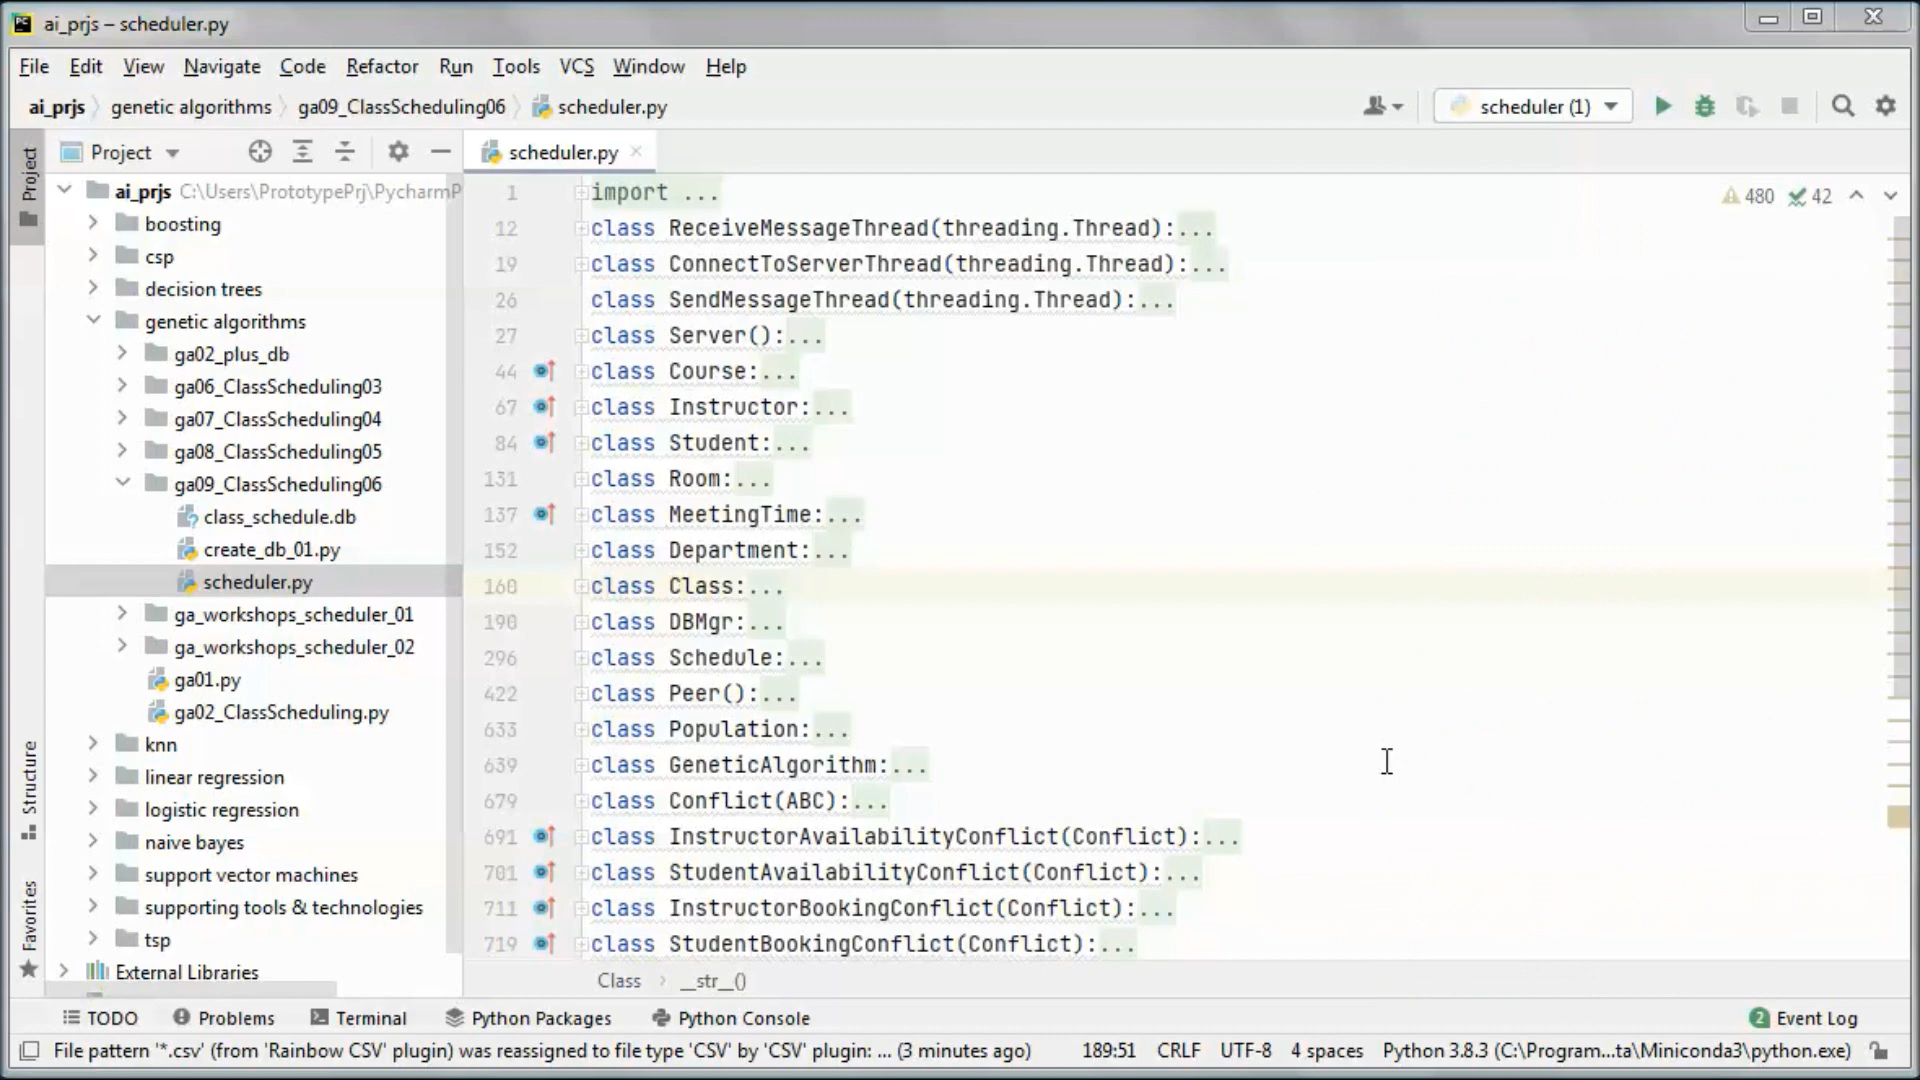 ai_prjs – scheduler.py
File Edit View Navigate Code Refactor Run Tools VCS Window Help
ai_prjs genetic algorithms ga09_ClassScheduling06 scheduler.py scheduler (1)
Project
Project
scheduler.py
ai_prjs C:\Users\PrototypePrj\PycharmP
boosting
csp
decision trees
genetic algorithms
ga02_plus_db
ga06_ClassScheduling03
ga07_ClassScheduling04
ga08_ClassScheduling05
ga09_ClassScheduling06
class_schedule.db
create_db_01.py
scheduler.py
ga_workshops_scheduler_01
ga_workshops_scheduler_02
ga01.py
ga02_ClassScheduling.py
knn
linear regression
logistic regression
naive bayes
support vector machines
supporting tools & technologies
tsp
External Libraries
Structure
Favorites
480 42
1 import ...
12 class ReceiveMessageThread(threading.Thread):...
19 class ConnectToServerThread(threading.Thread):...
26 class SendMessageThread(threading.Thread):...
27 class Server():...
44 class Course:...
67 class Instructor:...
84 class Student:...
131 class Room:...
137 class MeetingTime:...
152 class Department:...
160 class Class:...
190 class DBMgr:...
296 class Schedule:...
422 class Peer():...
633 class Population:...
639 class GeneticAlgorithm:...
679 class Conflict(ABC):...
691 class InstructorAvailabilityConflict(Conflict):...
701 class StudentAvailabilityConflict(Conflict):...
711 class InstructorBookingConflict(Conflict):...
719 class StudentBookingConflict(Conflict):...
Class __str__()
TODO Problems Terminal Python Packages Python Console 2 Event Log
File pattern '*.csv' (from 'Rainbow CSV' plugin) was reassigned to file type 'CSV' by 'CSV' plugin: ... (3 minutes ago) 189:51 CRLF UTF-8 4 spaces Python 3.8.3 (C:\Program...ta\Miniconda3\python.exe)